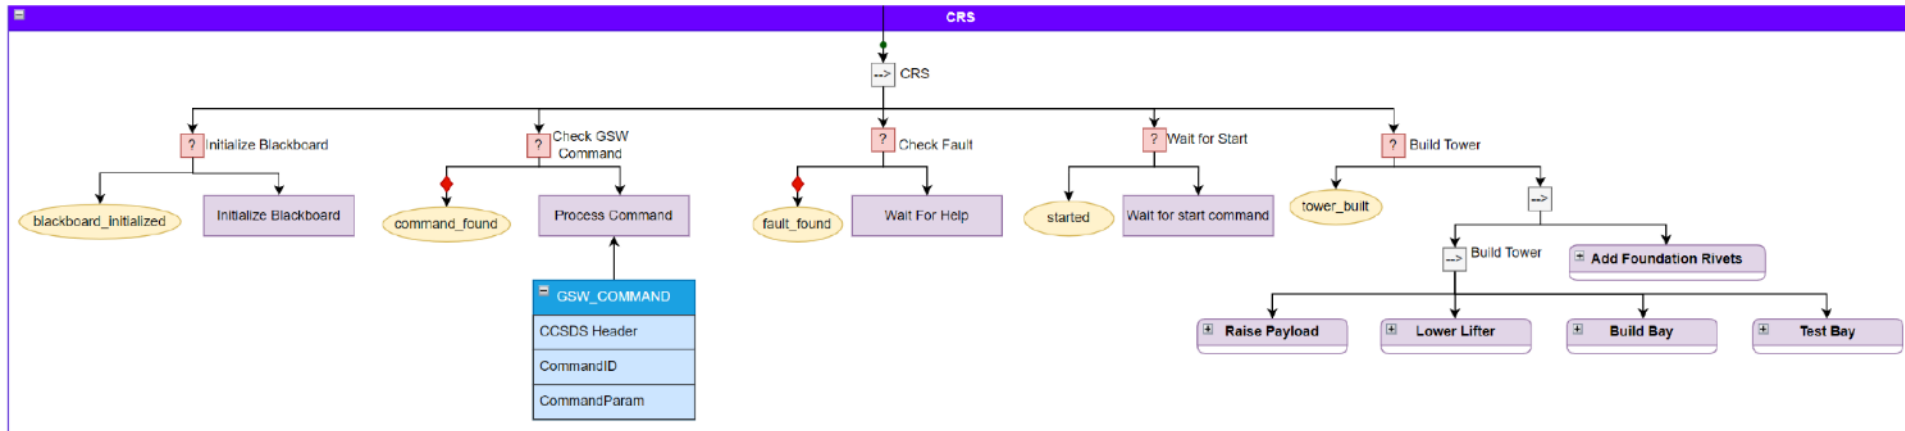 CRS
--> CRS
? Initialize Blackboard
? Check GSW
Command
? Check Fault
? Wait for Start
? Build Tower
blackboard_initialized
Initialize Blackboard
command_found
Process Command
fault_found
Wait For Help
started
Wait for start command
tower_built
-->
--> Build Tower
Add Foundation Rivets
GSW_COMMAND
CCSDS Header
CommandID
CommandParam
Raise Payload
Lower Lifter
Build Bay
Test Bay